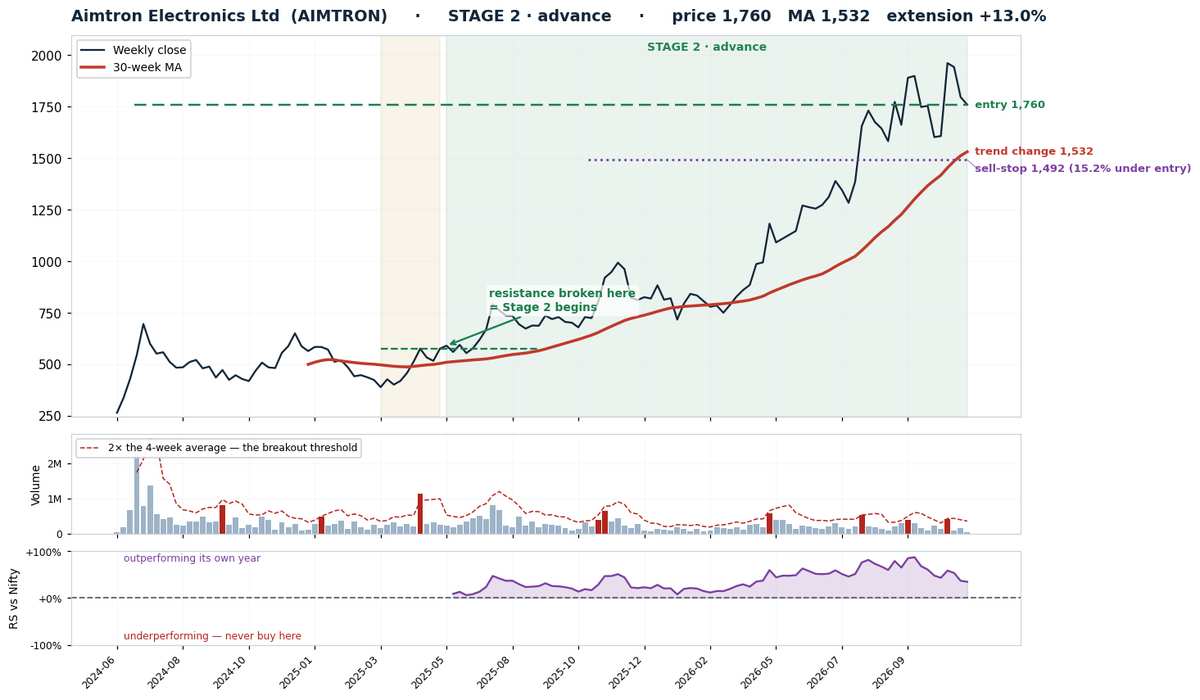 Aimtron Electronics Ltd (AIMTRON) · STAGE 2 · advance · price 1,760 MA 1,532 extension +13.0%
Weekly close
30-week MA
STAGE 2 · advance
2000
1750
1500
1250
1000
750
500
250
entry 1,760
trend change 1,532
sell-stop 1,492 (15.2% under entry)
resistance broken here
= Stage 2 begins
Volume
2× the 4-week average — the breakout threshold
2M
1M
0
RS vs Nifty
+100%
+0%
-100%
outperforming its own year
underperforming — never buy here
2024-06
2024-08
2024-10
2025-01
2025-03
2025-05
2025-08
2025-10
2025-12
2026-02
2026-05
2026-07
2026-09